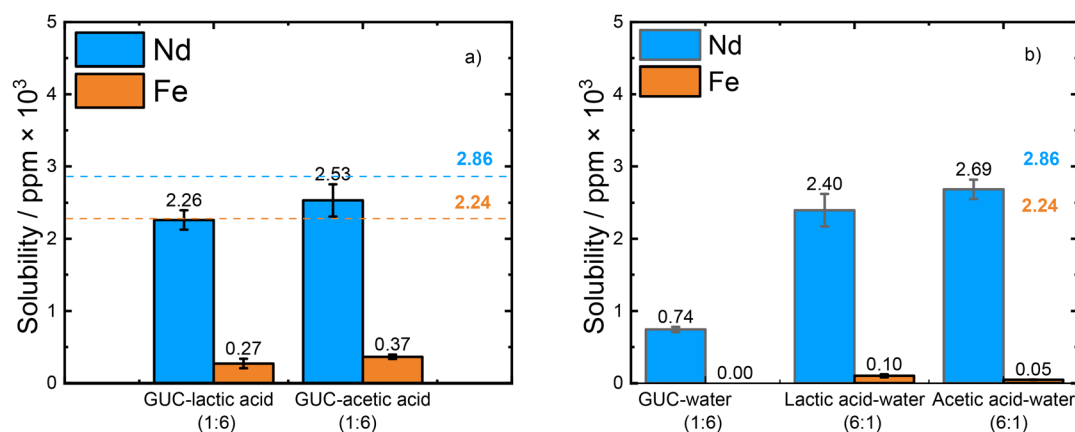 a)
Nd
Fe
Solubility / ppm × 10³
5
4
3
2
1
0
2.86
2.24
2.26
0.27
2.53
0.37
GUC-lactic acid
(1:6)
GUC-acetic acid
(1:6)
b)
Nd
Fe
Solubility / ppm × 10³
5
4
3
2
1
0
2.86
2.24
0.74
0.00
2.40
0.10
2.69
0.05
GUC-water
(1:6)
Lactic acid-water
(6:1)
Acetic acid-water
(6:1)